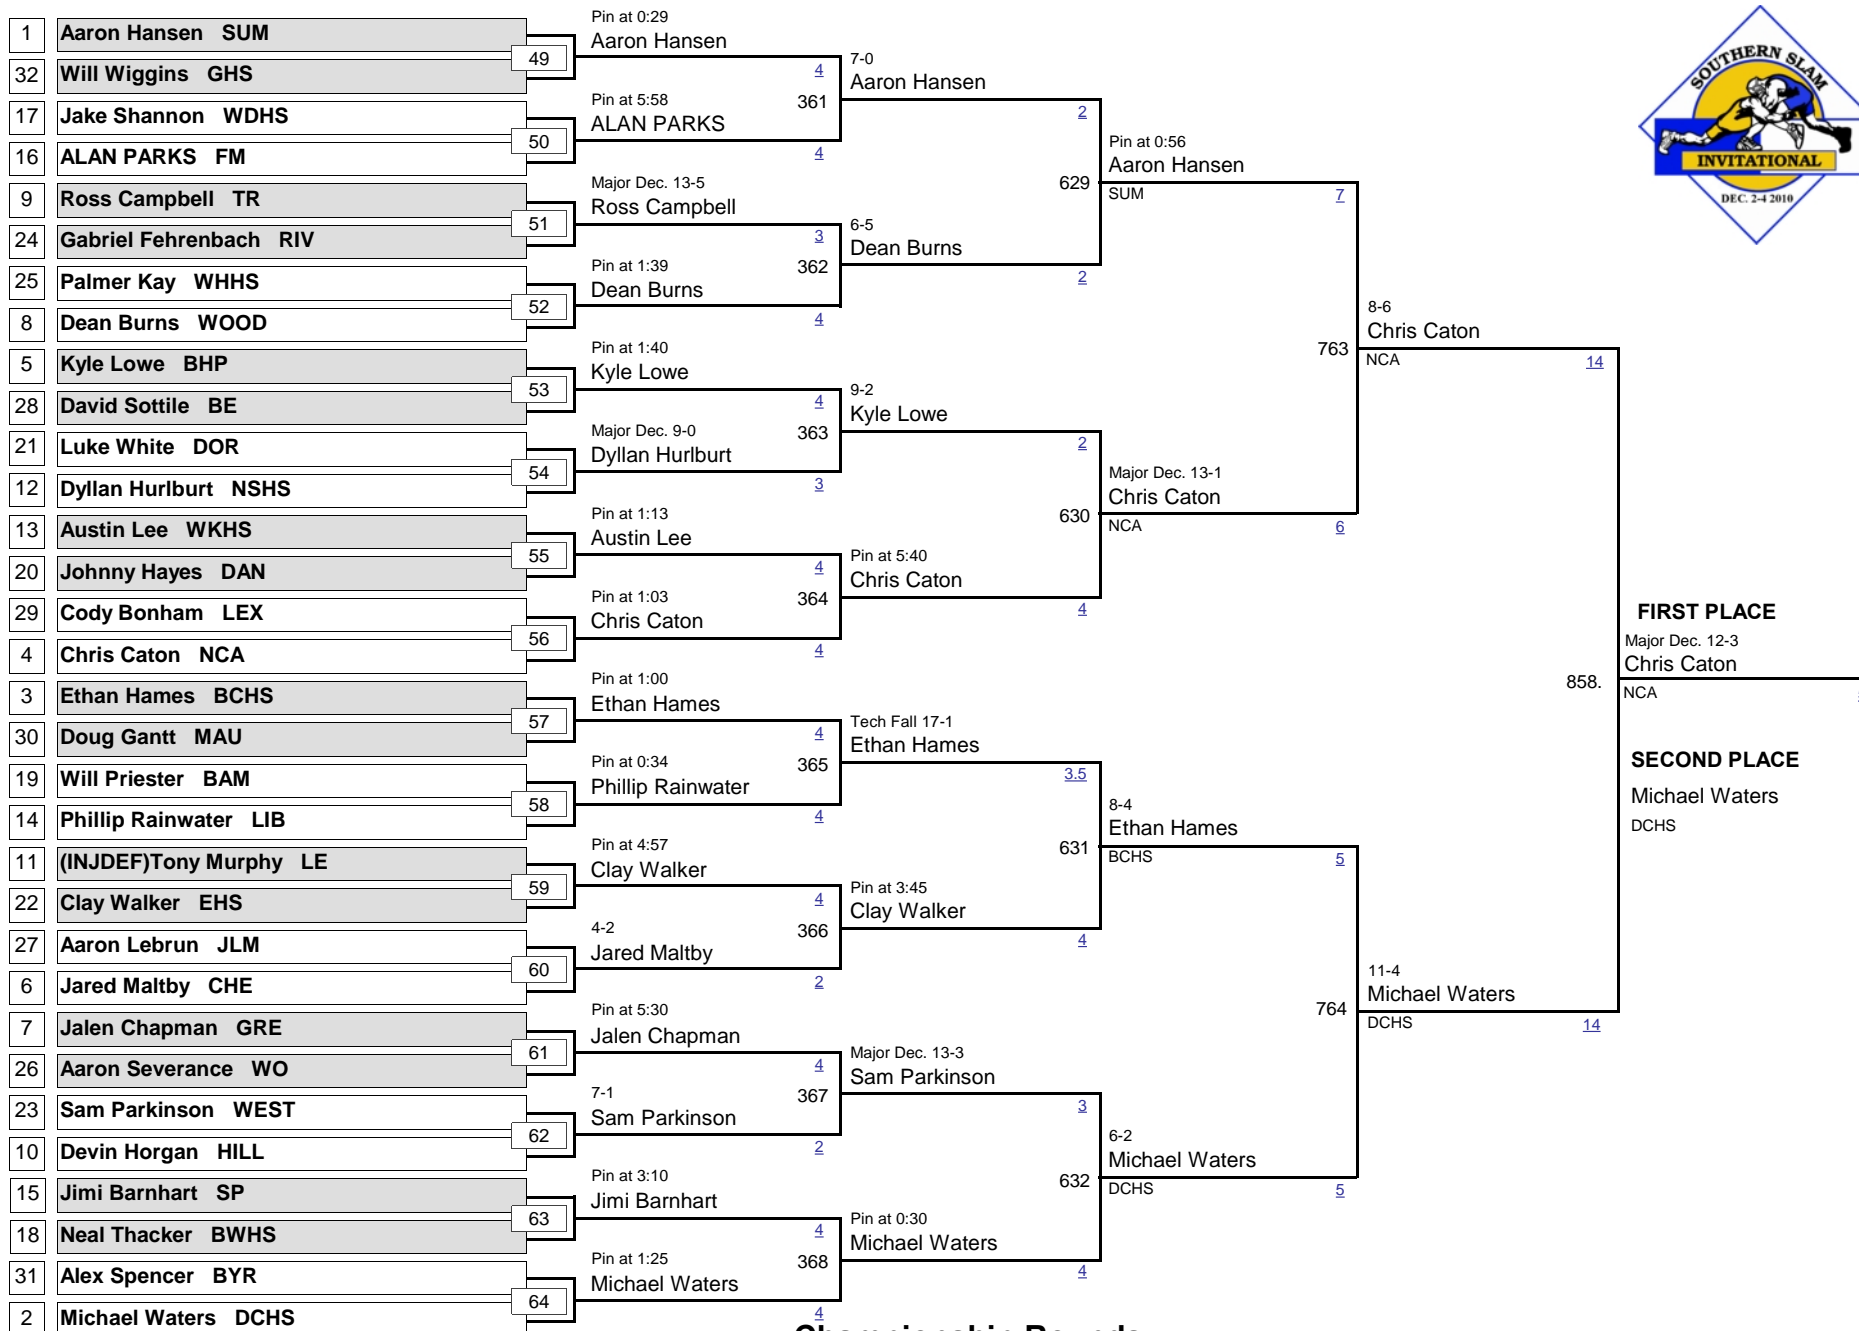 1 Aaron Hansen SUM
32 Will Wiggins GHS
17 Jake Shannon WDHS
16 ALAN PARKS FM
9 Ross Campbell TR
24 Gabriel Fehrenbach RIV
25 Palmer Kay WHHS
8 Dean Burns WOOD
5 Kyle Lowe BHP
28 David Sottile BE
21 Luke White DOR
12 Dyllan Hurlburt NSHS
13 Austin Lee WKHS
20 Johnny Hayes DAN
29 Cody Bonham LEX
4 Chris Caton NCA
3 Ethan Hames BCHS
30 Doug Gantt MAU
19 Will Priester BAM
14 Phillip Rainwater LIB
11 (INJDEF)Tony Murphy LE
22 Clay Walker EHS
27 Aaron Lebrun JLM
6 Jared Maltby CHE
7 Jalen Chapman GRE
26 Aaron Severance WO
23 Sam Parkinson WEST
10 Devin Horgan HILL
15 Jimi Barnhart SP
18 Neal Thacker BWHS
31 Alex Spencer BYR
2 Michael Waters DCHS
49
50
51
52
53
54
55
56
57
58
59
60
61
62
63
64
Pin at 0:29
Aaron Hansen
4
Pin at 5:58
ALAN PARKS
4
Major Dec. 13-5
Ross Campbell
3
Pin at 1:39
Dean Burns
4
Pin at 1:40
Kyle Lowe
4
Major Dec. 9-0
Dyllan Hurlburt
3
Pin at 1:13
Austin Lee
4
Pin at 1:03
Chris Caton
4
Pin at 1:00
Ethan Hames
4
Pin at 0:34
Phillip Rainwater
4
Pin at 4:57
Clay Walker
4
4-2
Jared Maltby
2
Pin at 5:30
Jalen Chapman
4
7-1
Sam Parkinson
2
Pin at 3:10
Jimi Barnhart
4
Pin at 1:25
Michael Waters
4
361
362
363
364
365
366
367
368
7-0
Aaron Hansen
2
6-5
Dean Burns
2
9-2
Kyle Lowe
2
Pin at 5:40
Chris Caton
4
Tech Fall 17-1
Ethan Hames
3.5
Pin at 3:45
Clay Walker
4
Major Dec. 13-3
Sam Parkinson
3
Pin at 0:30
Michael Waters
4
629
630
631
632
Pin at 0:56
Aaron Hansen
SUM
7
Major Dec. 13-1
Chris Caton
NCA
6
8-4
Ethan Hames
BCHS
5
6-2
Michael Waters
DCHS
5
763
764
8-6
Chris Caton
NCA
14
11-4
Michael Waters
DCHS
14
858.
FIRST PLACE
Major Dec. 12-3
Chris Caton
NCA
SECOND PLACE
Michael Waters
DCHS
SOUTHERN SLAM
INVITATIONAL
DEC. 2-4 2010
Championship Rounds